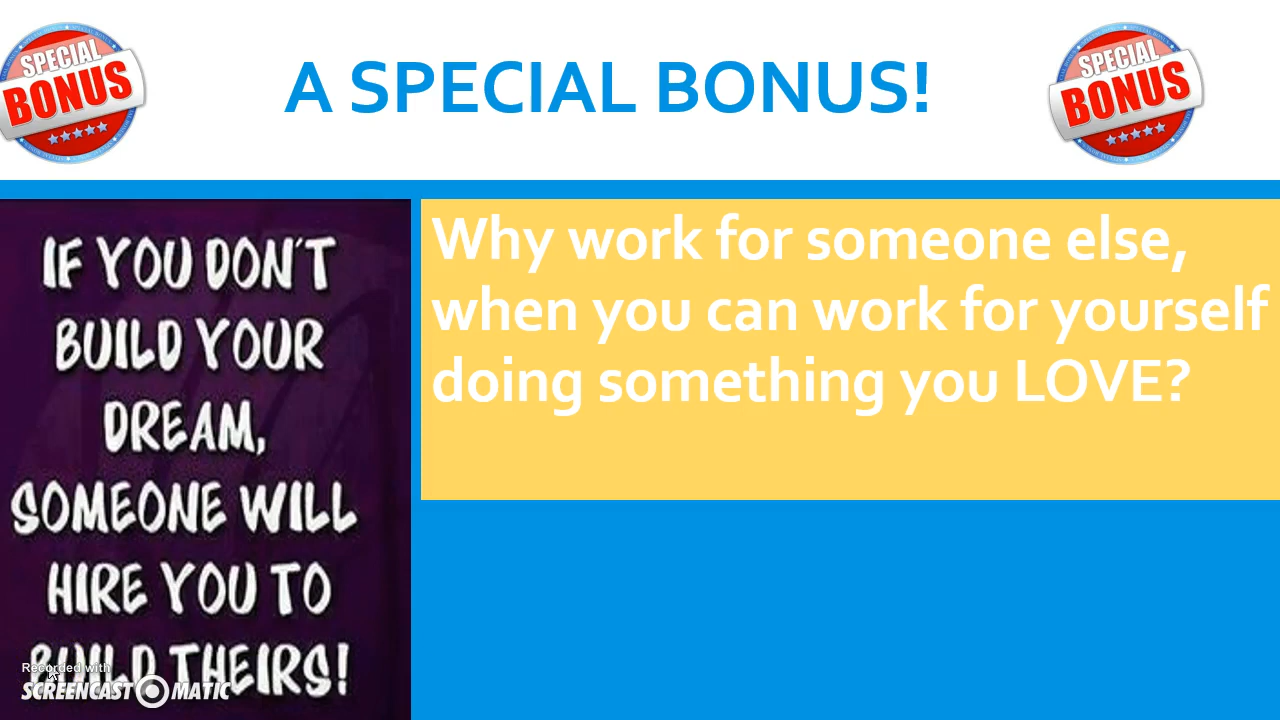 SPECIAL
BONUS
A SPECIAL BONUS!
SPECIAL
BONUS
IF YOU DON'T
BUILD YOUR
DREAM,
SOMEONE WILL
HIRE YOU TO
BUILD THEIRS!
Why work for someone else,
when you can work for yourself
doing something you LOVE?
Recorded with
SCREENCAST MATIC